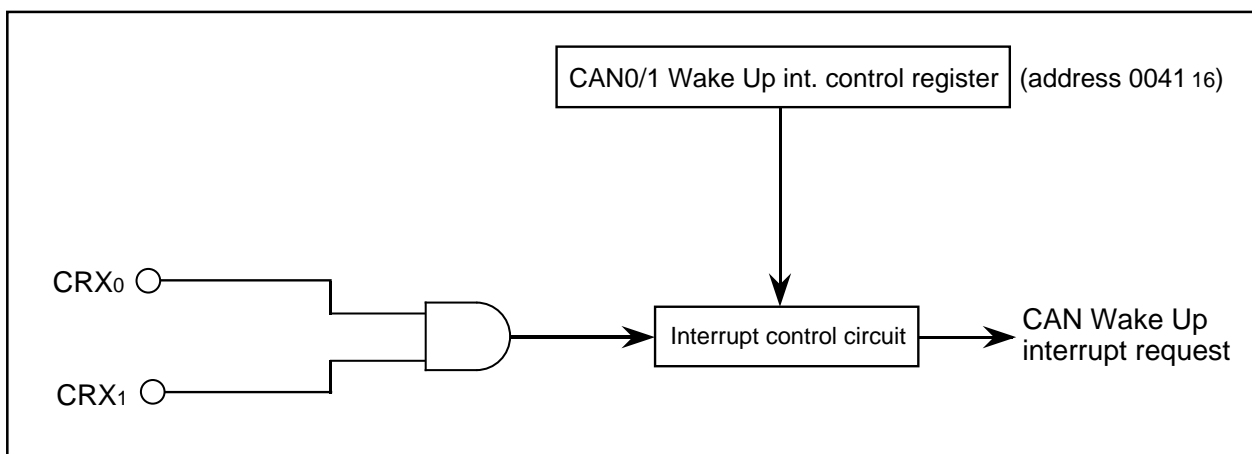 CAN0/1 Wake Up int. control register (address 0041 16)
CRX0
CRX1
Interrupt control circuit
CAN Wake Up
interrupt request